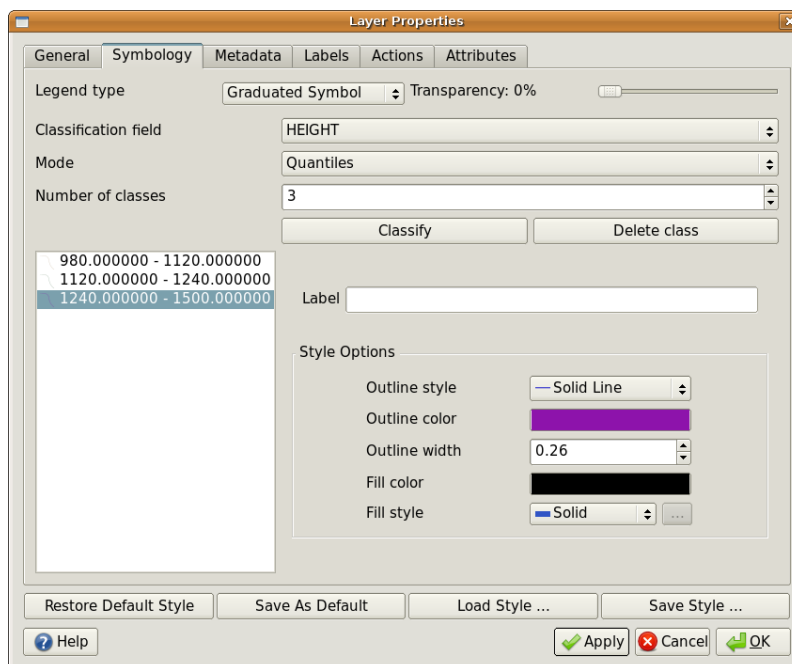 Layer Properties
General Symbology Metadata Labels Actions Attributes
Legend type Graduated Symbol Transparency: 0%
Classification field HEIGHT
Mode Quantiles
Number of classes 3
Classify Delete class
980.000000 - 1120.000000
1120.000000 - 1240.000000
1240.000000 - 1500.000000
Label
Style Options
Outline style Solid Line
Outline color
Outline width 0.26
Fill color
Fill style Solid ...
Restore Default Style Save As Default Load Style ... Save Style ...
Help Apply Cancel OK